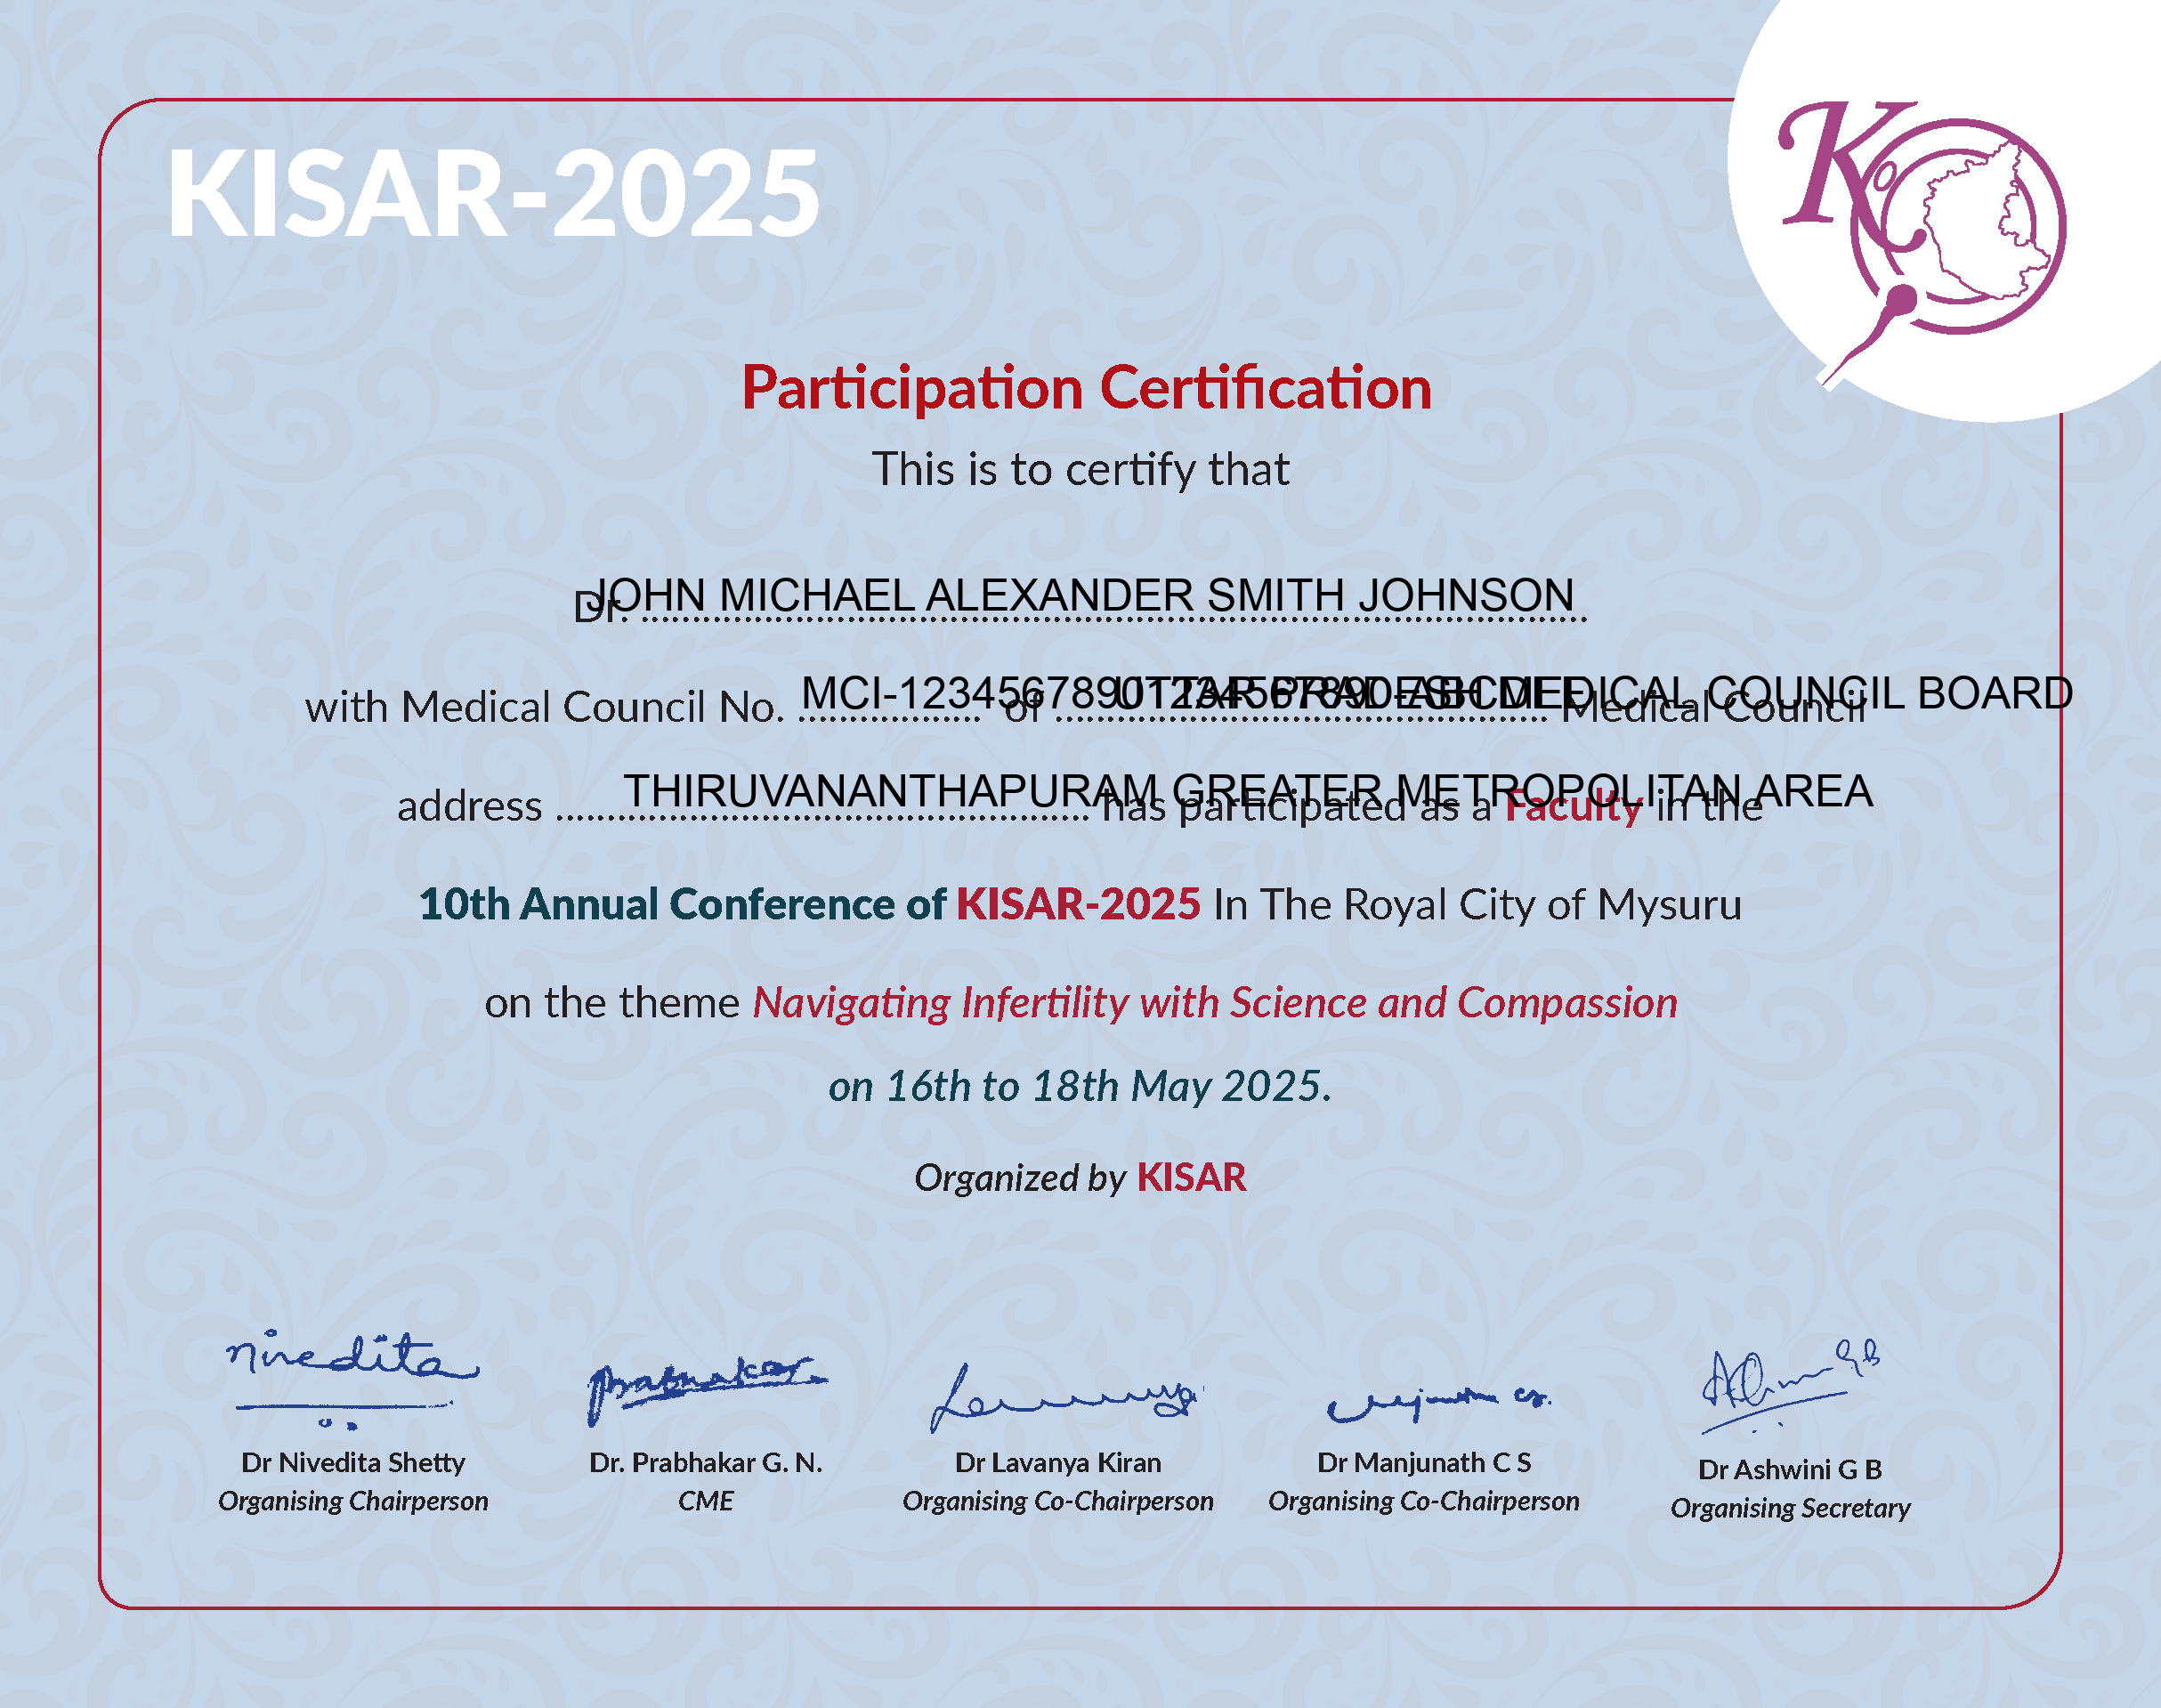 KISAR-2025
K
Participation Certification
This is to certify that
Dr. JOHN MICHAEL ALEXANDER SMITH JOHNSON
with Medical Council No. MCI-12345678901234567890-ABCDEF of UTTAR PRADESH MEDICAL COUNCIL BOARD Medical Council
address THIRUVANANTHAPURAM GREATER METROPOLITAN AREA has participated as a Faculty in the
10th Annual Conference of KISAR-2025 In The Royal City of Mysuru
on the theme Navigating Infertility with Science and Compassion
on 16th to 18th May 2025.
Organized by KISAR
nivedita
prabhakar
Dr Nivedita Shetty
Organising Chairperson
Dr. Prabhakar G. N.
CME
Dr Lavanya Kiran
Organising Co-Chairperson
Dr Manjunath C S
Organising Co-Chairperson
Dr Ashwini G B
Organising Secretary